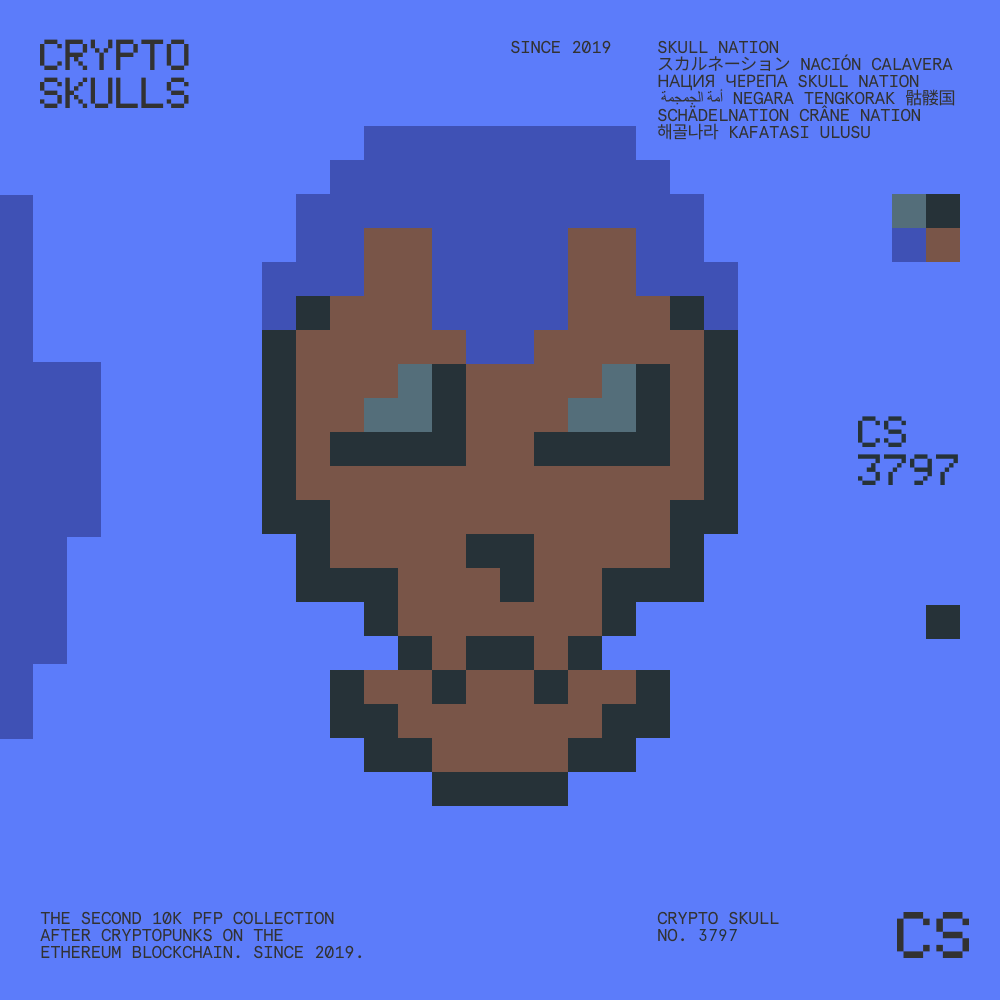 CRYPTO
SKULLS
SINCE 2019
SKULL NATION
スカルネーション NACIÓN CALAVERA
НАЦИЯ ЧЕРЕПА SKULL NATION
أمة الجمجمة NEGARA TENGKORAK 骷髅国
SCHÄDELNATION CRÂNE NATION
해골나라 KAFATASI ULUSU
CS
3797
THE SECOND 10K PFP COLLECTION
AFTER CRYPTOPUNKS ON THE
ETHEREUM BLOCKCHAIN. SINCE 2019.
CRYPTO SKULL
NO. 3797
CS